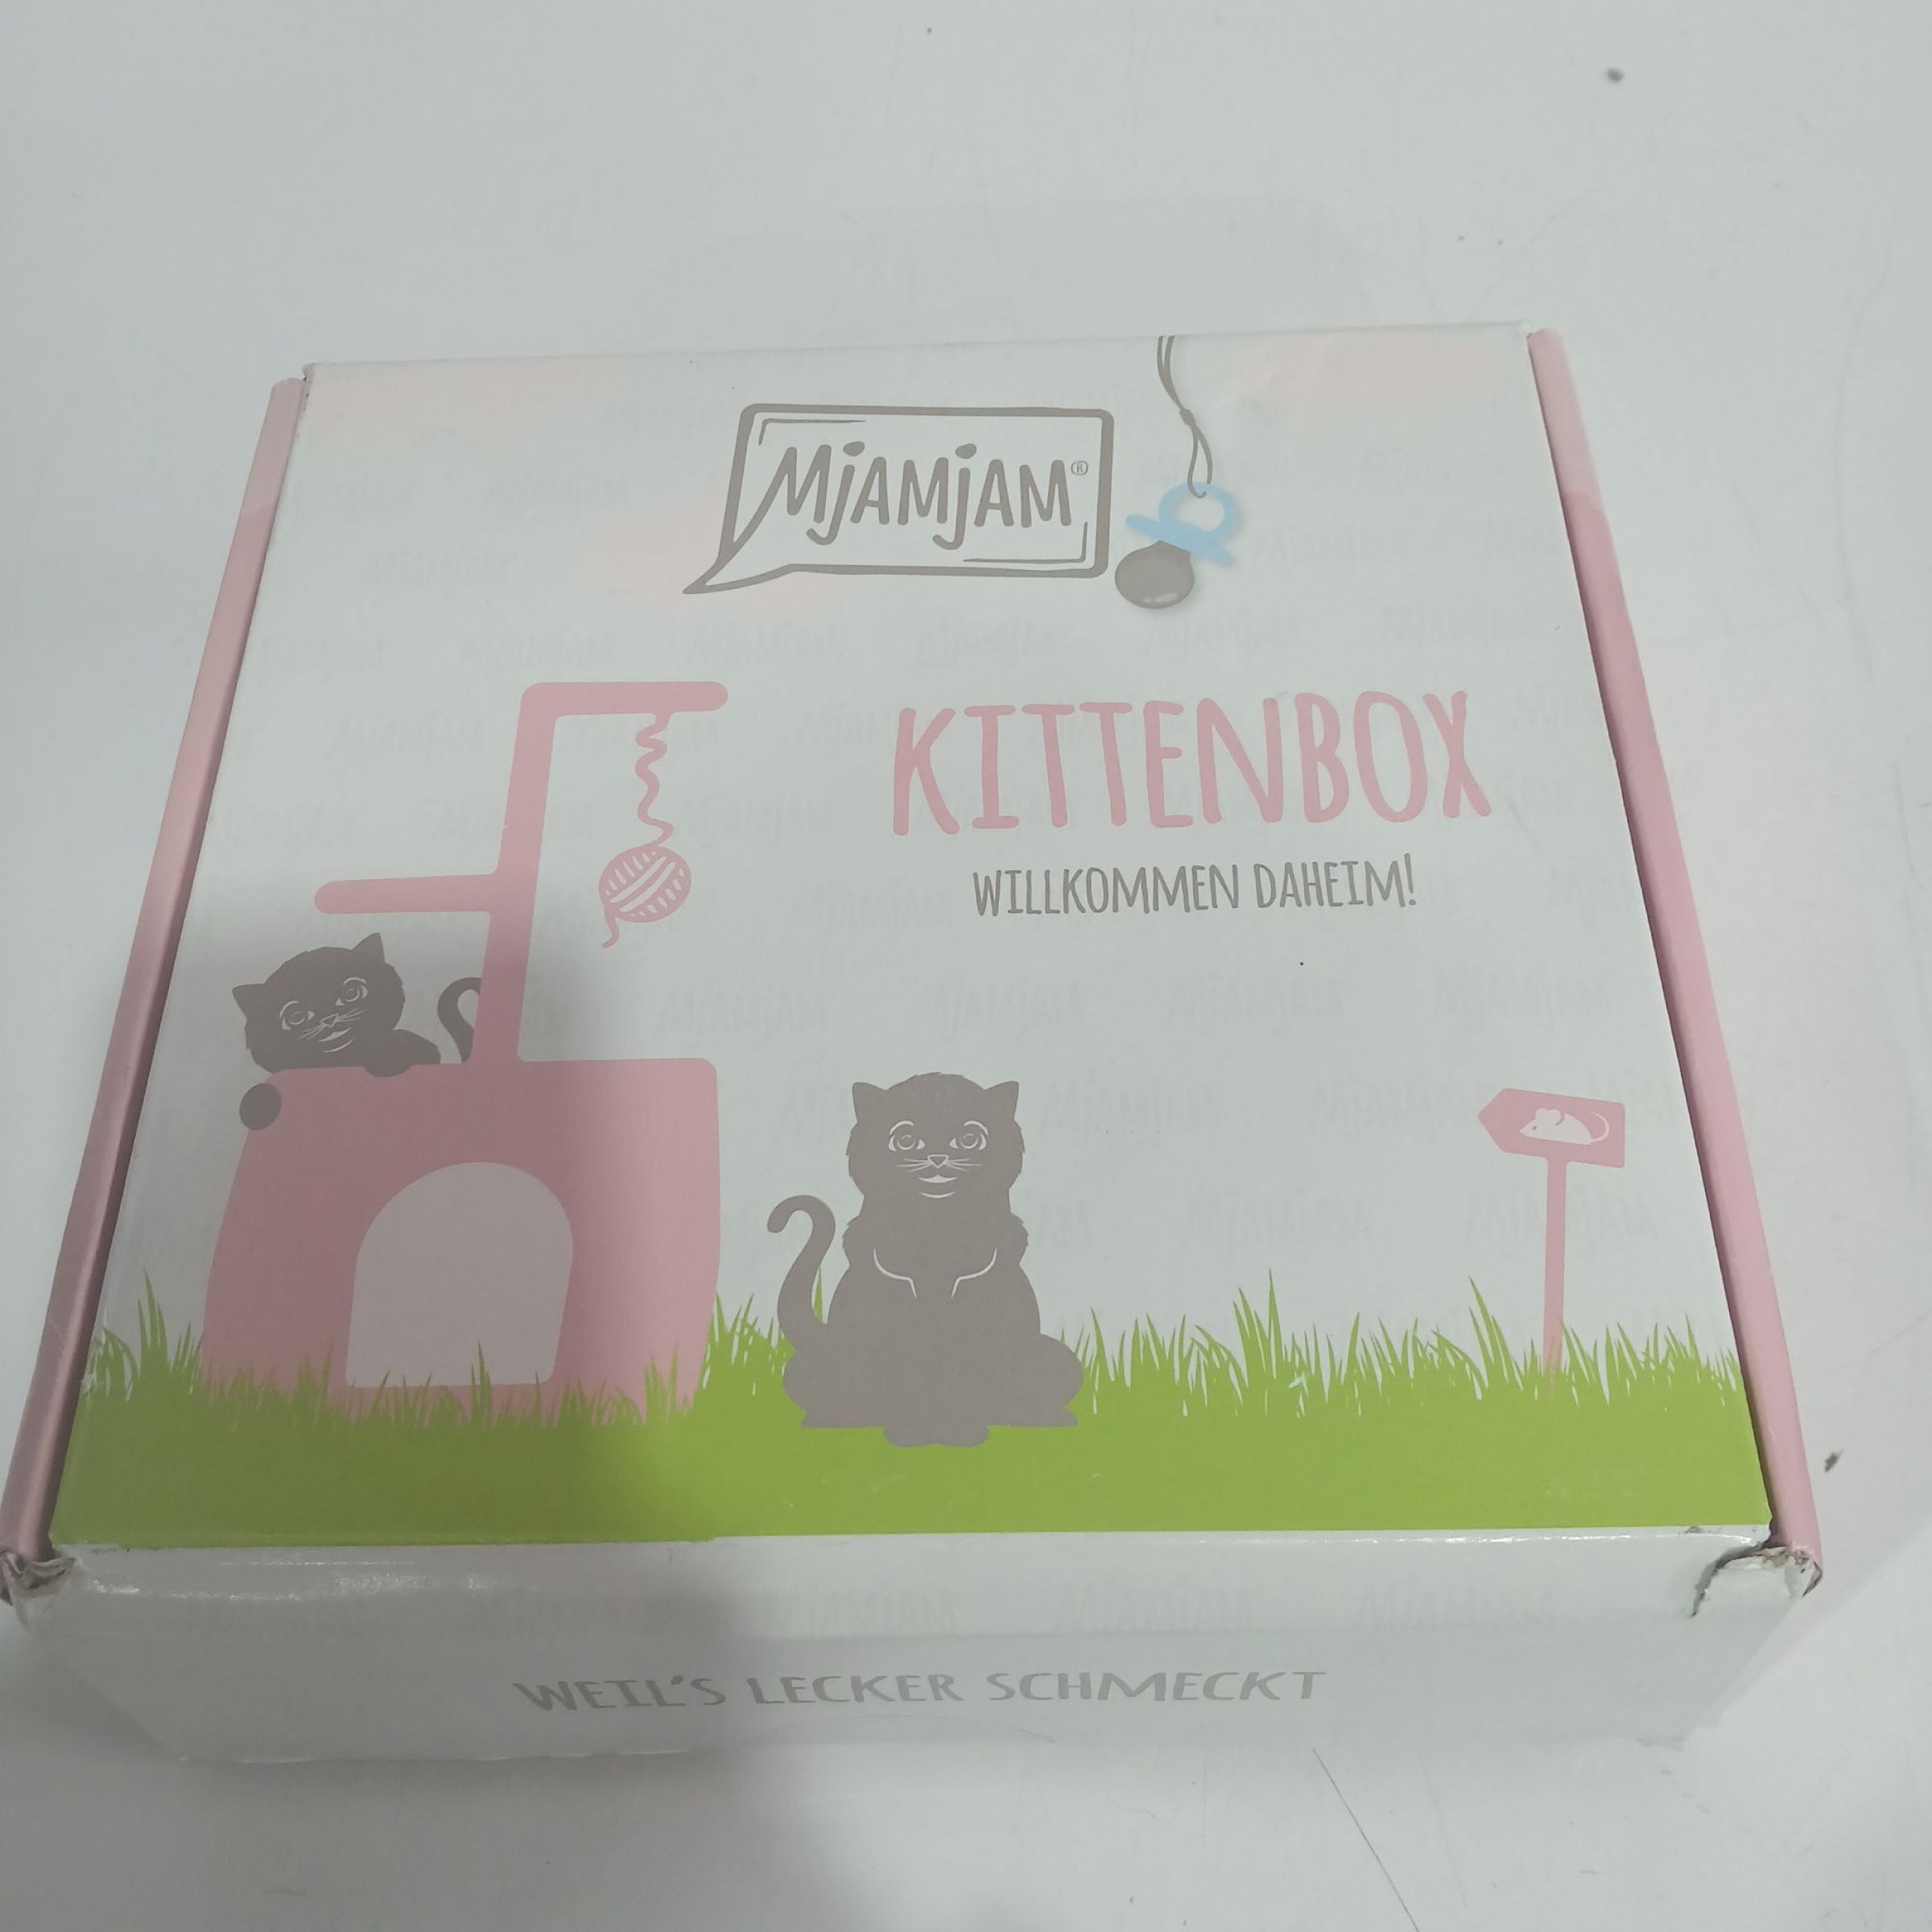 MjAMjAM®
KITTENBOX
WILLKOMMEN DAHEIM!
WEIL'S LECKER SCHMECKT